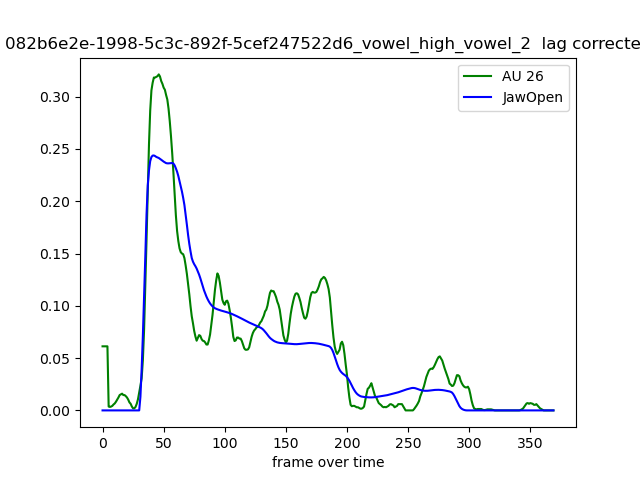 082b6e2e-1998-5c3c-892f-5cef247522d6_vowel_high_vowel_2  lag correcte
AU 26
JawOpen
0.30
0.25
0.20
0.15
0.10
0.05
0.00
0 50 100 150 200 250 300 350
frame over time